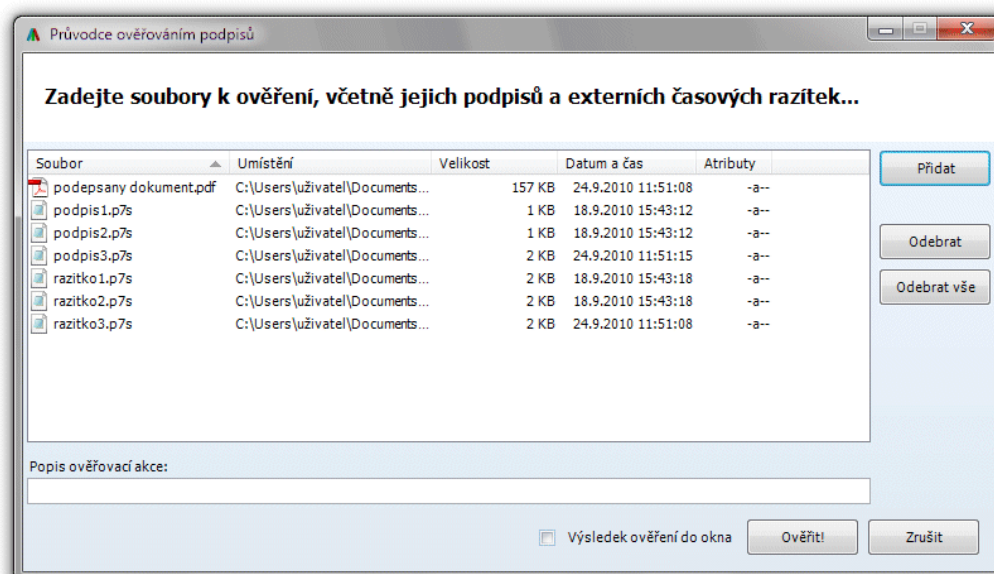 Průvodce ověřováním podpisů
Zadejte soubory k ověření, včetně jejich podpisů a externích časových razítek...
Soubor Umístění Velikost Datum a čas Atributy
podepsany dokument.pdf C:\Users\uživatel\Documents... 157 KB 24.9.2010 11:51:08 -a--
podpis1.p7s C:\Users\uživatel\Documents... 1 KB 18.9.2010 15:43:12 -a--
podpis2.p7s C:\Users\uživatel\Documents... 1 KB 18.9.2010 15:43:12 -a--
podpis3.p7s C:\Users\uživatel\Documents... 2 KB 24.9.2010 11:51:15 -a--
razitko1.p7s C:\Users\uživatel\Documents... 2 KB 18.9.2010 15:43:18 -a--
razitko2.p7s C:\Users\uživatel\Documents... 2 KB 18.9.2010 15:43:18 -a--
razitko3.p7s C:\Users\uživatel\Documents... 2 KB 24.9.2010 11:51:08 -a--
Přidat
Odebrat
Odebrat vše
Popis ověřovací akce:
Výsledek ověření do okna Ověřit! Zrušit